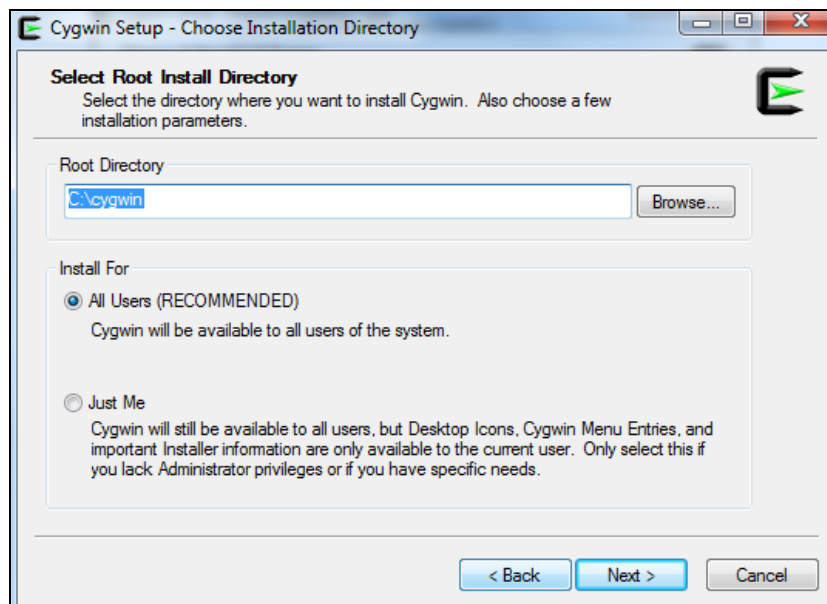 Cygwin Setup - Choose Installation Directory
Select Root Install Directory
Select the directory where you want to install Cygwin. Also choose a few
installation parameters.
Root Directory
C:\cygwin
Browse...
Install For
All Users (RECOMMENDED)
Cygwin will be available to all users of the system.
Just Me
Cygwin will still be available to all users, but Desktop Icons, Cygwin Menu Entries, and
important Installer information are only available to the current user. Only select this if
you lack Administrator privileges or if you have specific needs.
< Back
Next >
Cancel